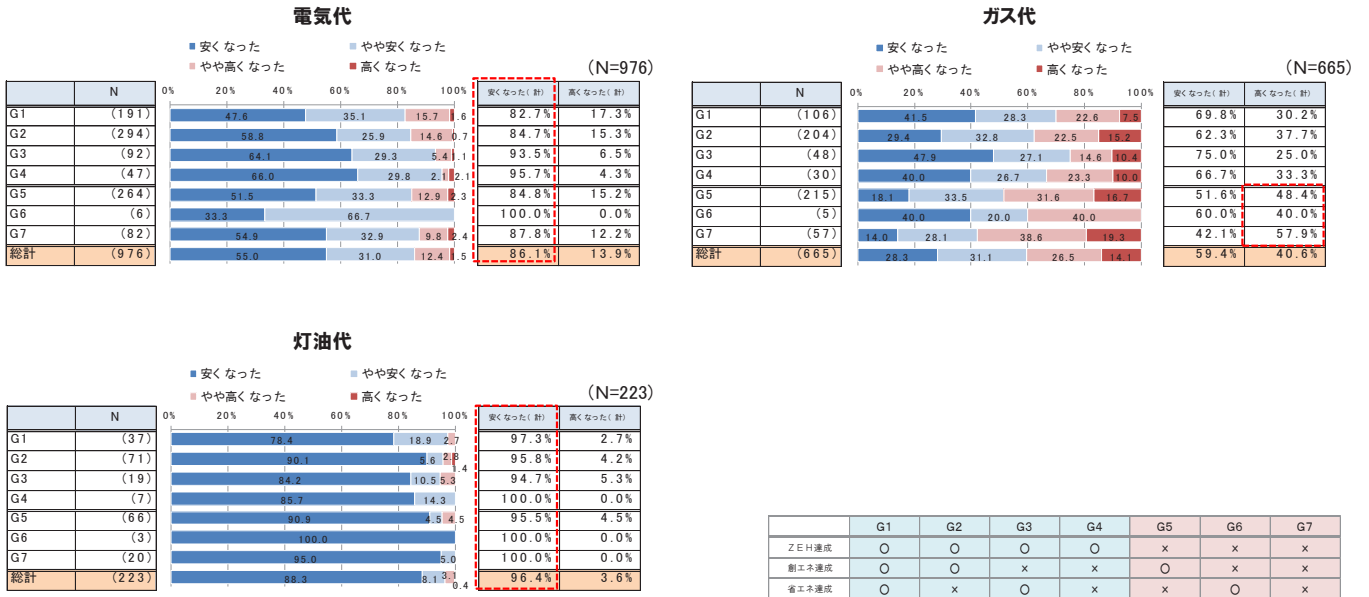 電気代
■安くなった ■やや安くなった
■やや高くなった ■高くなった
(N=976)
N 0% 20% 40% 60% 80% 100% 安くなった(計) 高くなった(計)
G1 (191) 47.6 35.1 15.7 1.6 82.7% 17.3%
G2 (294) 58.8 25.9 14.6 0.7 84.7% 15.3%
G3 (92) 64.1 29.3 5.4 1.1 93.5% 6.5%
G4 (47) 66.0 29.8 2.1 2.1 95.7% 4.3%
G5 (264) 51.5 33.3 12.9 2.3 84.8% 15.2%
G6 (6) 33.3 66.7 100.0% 0.0%
G7 (82) 54.9 32.9 9.8 2.4 87.8% 12.2%
総計 (976) 55.0 31.0 12.4 1.5 86.1% 13.9%
ガス代
■安くなった ■やや安くなった
■やや高くなった ■高くなった
(N=665)
N 0% 20% 40% 60% 80% 100% 安くなった(計) 高くなった(計)
G1 (106) 41.5 28.3 22.6 7.5 69.8% 30.2%
G2 (204) 29.4 32.8 22.5 15.2 62.3% 37.7%
G3 (48) 47.9 27.1 14.6 10.4 75.0% 25.0%
G4 (30) 40.0 26.7 23.3 10.0 66.7% 33.3%
G5 (215) 18.1 33.5 31.6 16.7 51.6% 48.4%
G6 (5) 40.0 20.0 40.0 60.0% 40.0%
G7 (57) 14.0 28.1 38.6 19.3 42.1% 57.9%
総計 (665) 28.3 31.1 26.5 14.1 59.4% 40.6%
灯油代
■安くなった ■やや安くなった
■やや高くなった ■高くなった
(N=223)
N 0% 20% 40% 60% 80% 100% 安くなった(計) 高くなった(計)
G1 (37) 78.4 18.9 2.7 97.3% 2.7%
G2 (71) 90.1 5.6 2.8 1.4 95.8% 4.2%
G3 (19) 84.2 10.5 5.3 94.7% 5.3%
G4 (7) 85.7 14.3 100.0% 0.0%
G5 (66) 90.9 4.5 4.5 95.5% 4.5%
G6 (3) 100.0 100.0% 0.0%
G7 (20) 95.0 5.0 100.0% 0.0%
総計 (223) 88.3 8.1 3.1 0.4 96.4% 3.6%
G1 G2 G3 G4 G5 G6 G7
ZEH達成 ○ ○ ○ ○ × × ×
創エネ達成 ○ ○ × × ○ × ×
省エネ達成 ○ × ○ × × ○ ×